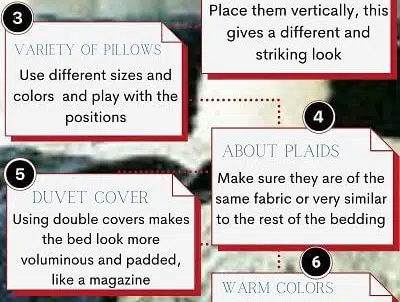 Place them vertically, this
gives a different and
striking look
3
VARIETY OF PILLOWS
Use different sizes and
colors and play with the
positions
4
ABOUT PLAIDS
Make sure they are of the
same fabric or very similar
to the rest of the bedding
5
DUVET COVER
Using double covers makes
the bed look more
voluminous and padded,
like a magazine
6
WARM COLORS